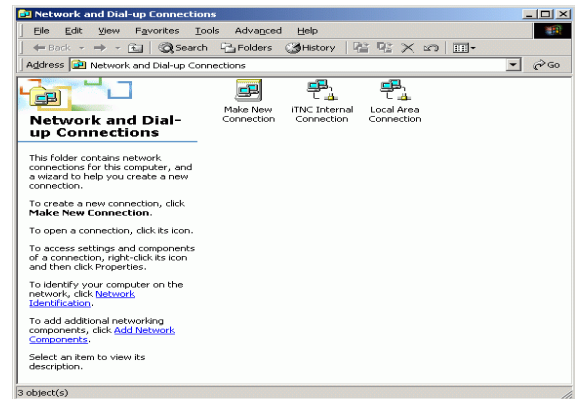 Network and Dial-up Connections
File Edit View Favorites Tools Advanced Help
Back Search Folders History
Address Network and Dial-up Connections Go
Network and Dial-
up Connections
This folder contains network
connections for this computer, and
a wizard to help you create a new
connection.
To create a new connection, click
Make New Connection.
To open a connection, click its icon.
To access settings and components
of a connection, right-click its icon
and then click Properties.
To identify your computer on the
network, click Network
Identification.
To add additional networking
components, click Add Network
Components.
Select an item to view its
description.
Make New
Connection
iTNC Internal
Connection
Local Area
Connection
3 object(s)